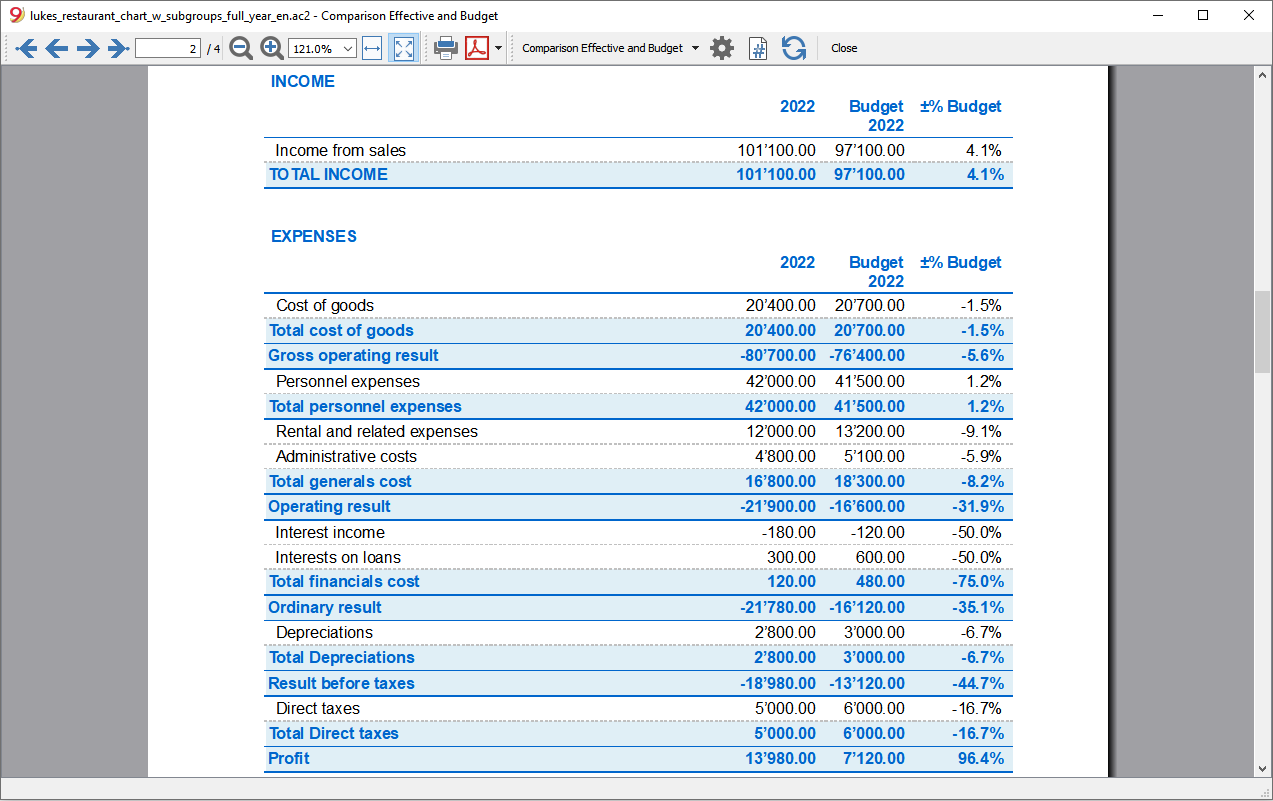 lukes_restaurant_chart_w_subgroups_full_year_en.ac2 - Comparison Effective and Budget
2 / 4 121.0% Comparison Effective and Budget # Close
INCOME
2022 Budget 2022 ±% Budget
Income from sales 101’100.00 97’100.00 4.1%
TOTAL INCOME 101’100.00 97’100.00 4.1%
EXPENSES
2022 Budget 2022 ±% Budget
Cost of goods 20’400.00 20’700.00 -1.5%
Total cost of goods 20’400.00 20’700.00 -1.5%
Gross operating result -80’700.00 -76’400.00 -5.6%
Personnel expenses 42’000.00 41’500.00 1.2%
Total personnel expenses 42’000.00 41’500.00 1.2%
Rental and related expenses 12’000.00 13’200.00 -9.1%
Administrative costs 4’800.00 5’100.00 -5.9%
Total generals cost 16’800.00 18’300.00 -8.2%
Operating result -21’900.00 -16’600.00 -31.9%
Interest income -180.00 -120.00 -50.0%
Interests on loans 300.00 600.00 -50.0%
Total financials cost 120.00 480.00 -75.0%
Ordinary result -21’780.00 -16’120.00 -35.1%
Depreciations 2’800.00 3’000.00 -6.7%
Total Depreciations 2’800.00 3’000.00 -6.7%
Result before taxes -18’980.00 -13’120.00 -44.7%
Direct taxes 5’000.00 6’000.00 -16.7%
Total Direct taxes 5’000.00 6’000.00 -16.7%
Profit 13’980.00 7’120.00 96.4%